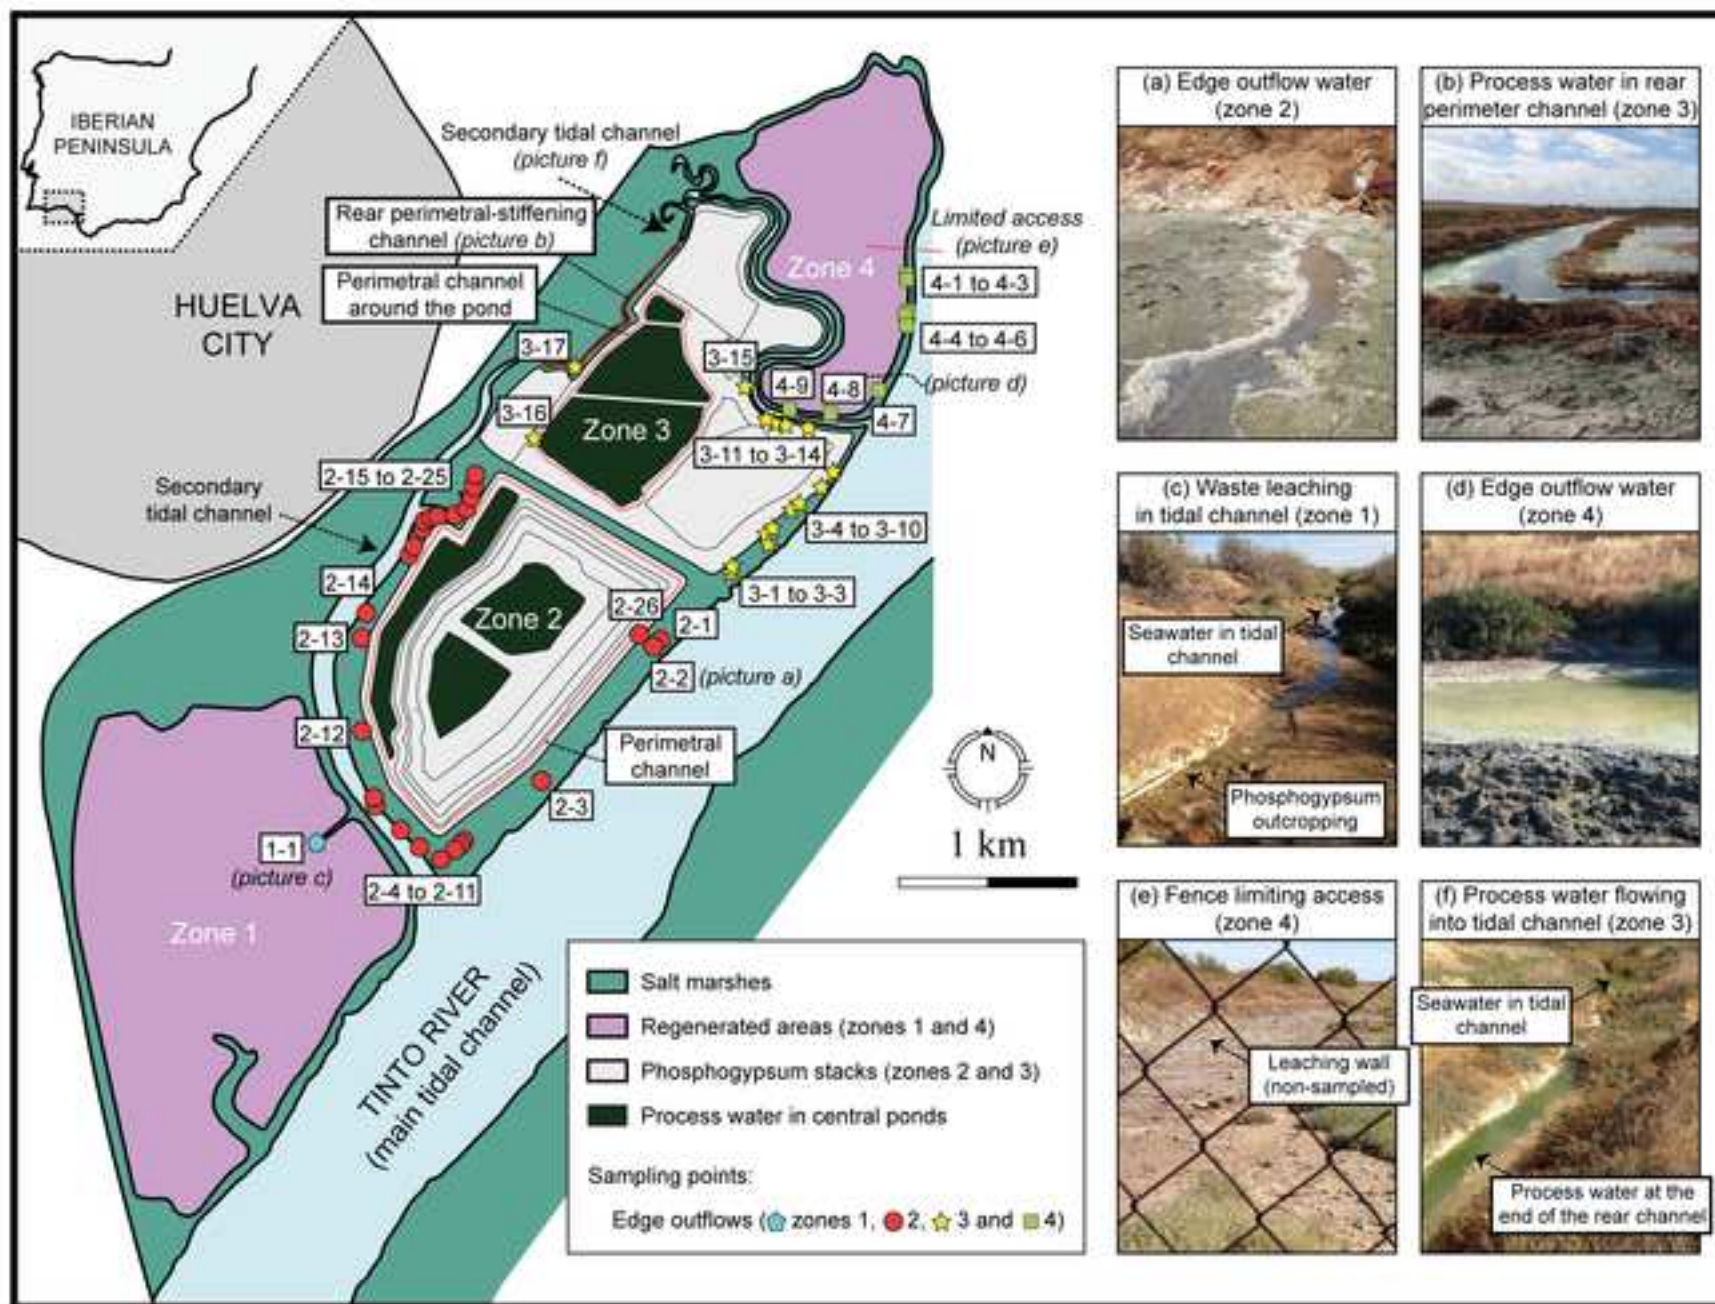 IBERIAN
PENINSULA
HUELVA
CITY
Secondary tidal channel
(picture f)
Rear perimetral-stiffening
channel (picture b)
Perimetral channel
around the pond
Limited access
(picture e)
Zone 4
4-1 to 4-3
4-4 to 4-6
(picture d)
3-17
3-15
4-9
4-8
4-7
3-16
Zone 3
3-11 to 3-14
2-15 to 2-25
Secondary
tidal channel
3-4 to 3-10
2-14
3-1 to 3-3
2-13
Zone 2
2-26
2-1
2-2 (picture a)
2-12
Perimetral
channel
2-3
1-1
(picture c)
2-4 to 2-11
Zone 1
N
1 km
TINTO RIVER
(main tidal channel)
Salt marshes
Regenerated areas (zones 1 and 4)
Phosphogypsum stacks (zones 2 and 3)
Process water in central ponds
Sampling points:
Edge outflows ( zones 1, 2, 3 and 4)
(a) Edge outflow water
(zone 2)
(b) Process water in rear
perimeter channel (zone 3)
(c) Waste leaching
in tidal channel (zone 1)
Seawater in tidal
channel
Phosphogypsum
outcropping
(d) Edge outflow water
(zone 4)
(e) Fence limiting access
(zone 4)
Leaching wall
(non-sampled)
(f) Process water flowing
into tidal channel (zone 3)
Seawater in tidal
channel
Process water at the
end of the rear channel